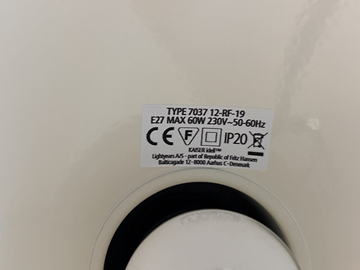 TYPE 7037 12-RF-19
E27 MAX 60W 230V~50-60Hz
CE F IP20
KAISER idell™
Lightyears A/S - part of Republic of Fritz Hansen
Balticagade 12 - 8000 Aarhus C - Denmark